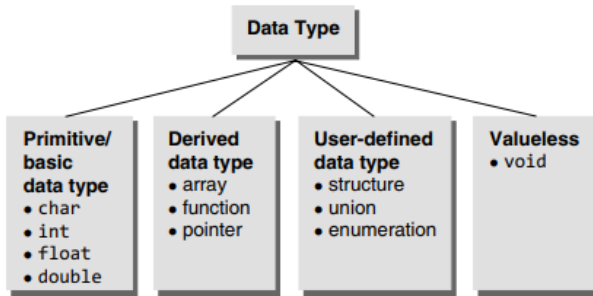 Data Type
Primitive/
basic
data type
• char
• int
• float
• double
Derived
data type
• array
• function
• pointer
User-defined
data type
• structure
• union
• enumeration
Valueless
• void